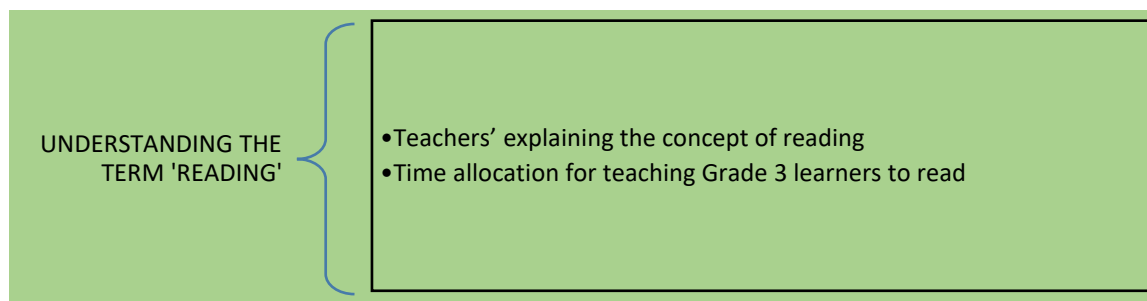 UNDERSTANDING THE
TERM 'READING'
•Teachers’ explaining the concept of reading
•Time allocation for teaching Grade 3 learners to read